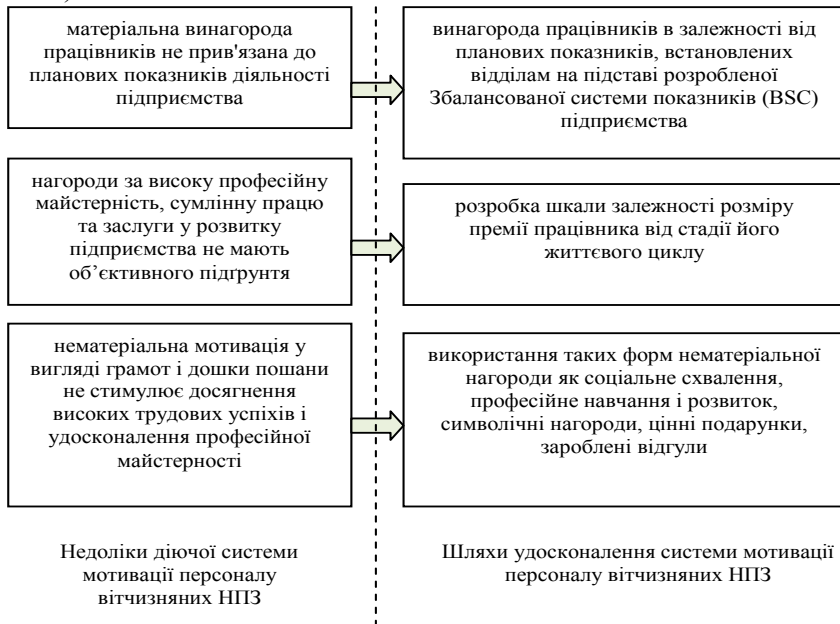 матеріальна винагорода
працівників не прив'язана до
планових показників діяльності
підприємства
винагорода працівників в залежності від
планових показників, встановлених
відділам на підставі розробленої
Збалансованої системи показників (BSC)
підприємства
нагороди за високу професійну
майстерність, сумлінну працю
та заслуги у розвитку
підприємства не мають
об’єктивного підґрунтя
розробка шкали залежності розміру
премії працівника від стадії його
життєвого циклу
нематеріальна мотивація у
вигляді грамот і дошки пошани
не стимулює досягнення
високих трудових успіхів і
удосконалення професійної
майстерності
використання таких форм нематеріальної
нагороди як соціальне схвалення,
професійне навчання і розвиток,
символічні нагороди, цінні подарунки,
зароблені відгули
Недоліки діючої системи
мотивації персоналу
вітчизняних НПЗ
Шляхи удосконалення системи мотивації
персоналу вітчизняних НПЗ